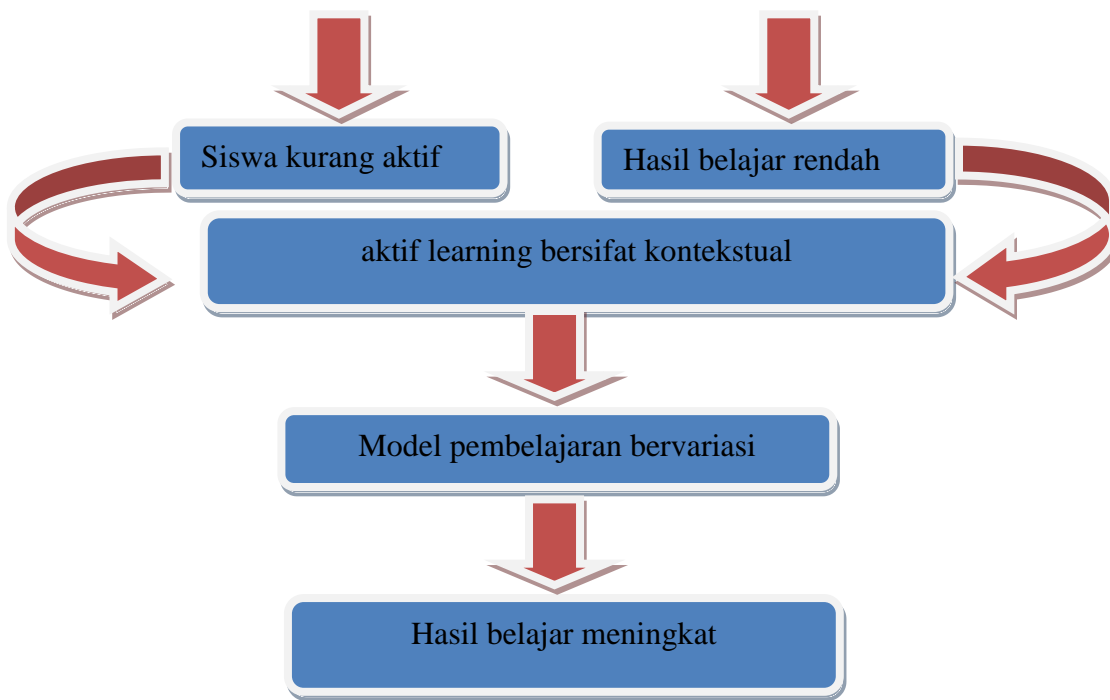 Siswa kurang aktif
Hasil belajar rendah
aktif learning bersifat kontekstual
Model pembelajaran bervariasi
Hasil belajar meningkat